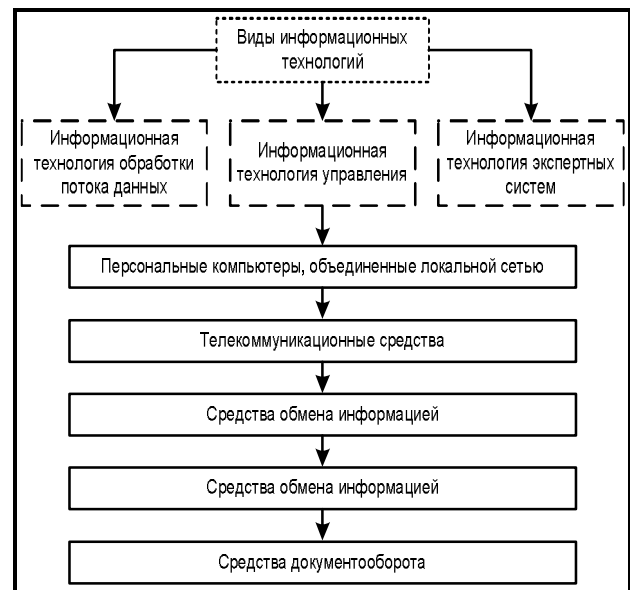 Виды информационных
технологий
Информационная
технология обработки
потока данных
Информационная
технология управления
Информационная
технология экспертных
систем
Персональные компьютеры, объединенные локальной сетью
Телекоммуникационные средства
Средства обмена информацией
Средства обмена информацией
Средства документооборота